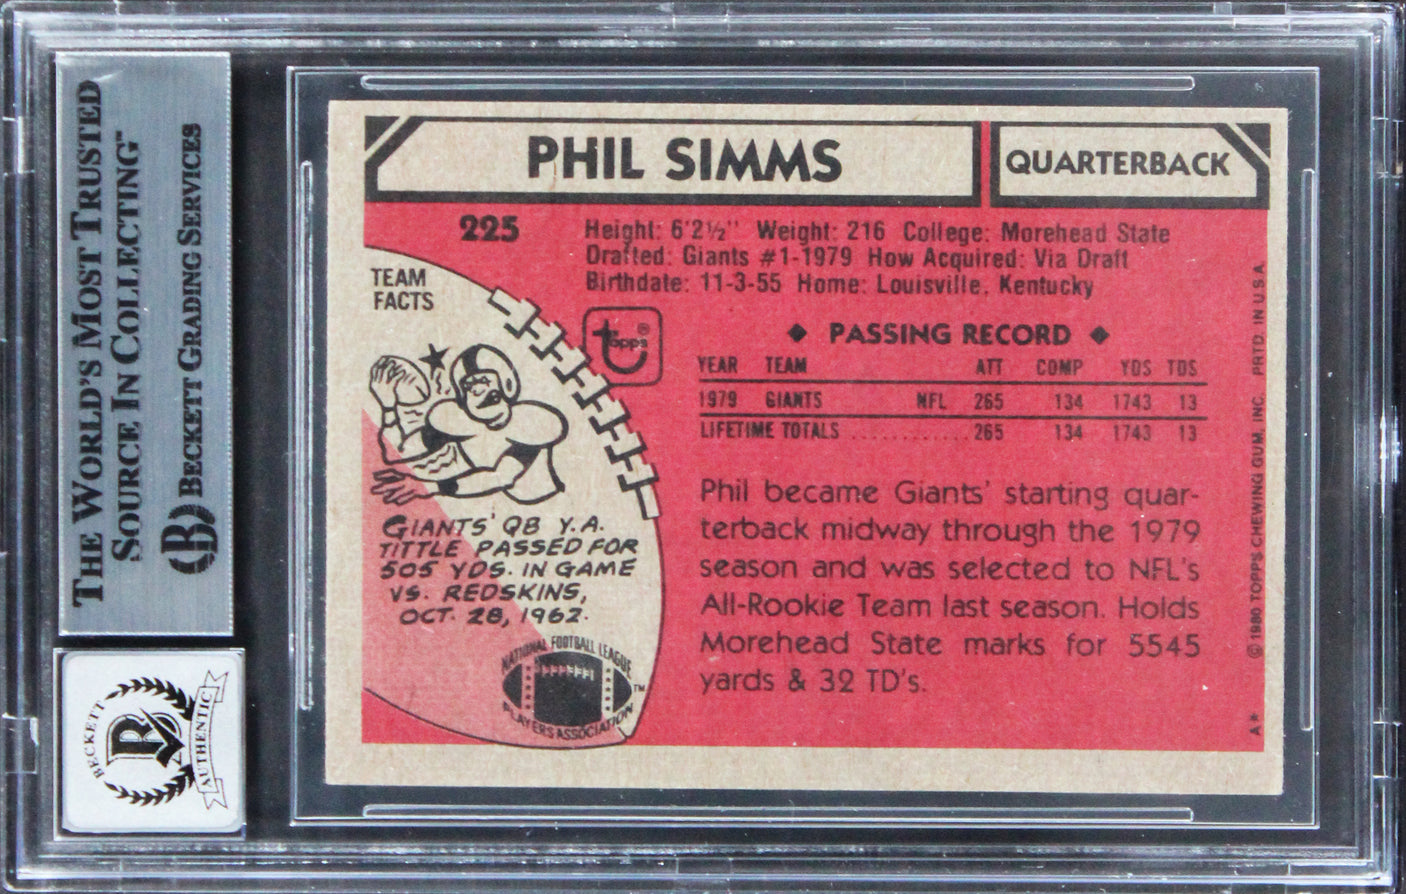 THE WORLD'S MOST TRUSTED
SOURCE IN COLLECTING™
BECKETT GRADING SERVICES
BECKETT
AUTHENTIC
PHIL SIMMS
QUARTERBACK
225
Height: 6'2½" Weight: 216 College: Morehead State
Drafted: Giants #1-1979 How Acquired: Via Draft
Birthdate: 11-3-55 Home: Louisville, Kentucky
TEAM
FACTS
topps®
◆ PASSING RECORD ◆
YEAR TEAM ATT COMP YDS TDS
1979 GIANTS NFL 265 134 1743 13
LIFETIME TOTALS ............ 265 134 1743 13
GIANTS' QB Y.A.
TITTLE PASSED FOR
505 YDS. IN GAME
VS. REDSKINS,
OCT. 28, 1962.
Phil became Giants' starting quar-
terback midway through the 1979
season and was selected to NFL's
All-Rookie Team last season. Holds
Morehead State marks for 5545
yards & 32 TD's.
NATIONAL FOOTBALL LEAGUE
PLAYERS ASSOCIATION
™
A* © 1980 TOPPS CHEWING GUM, INC. PRTD. IN U.S.A.